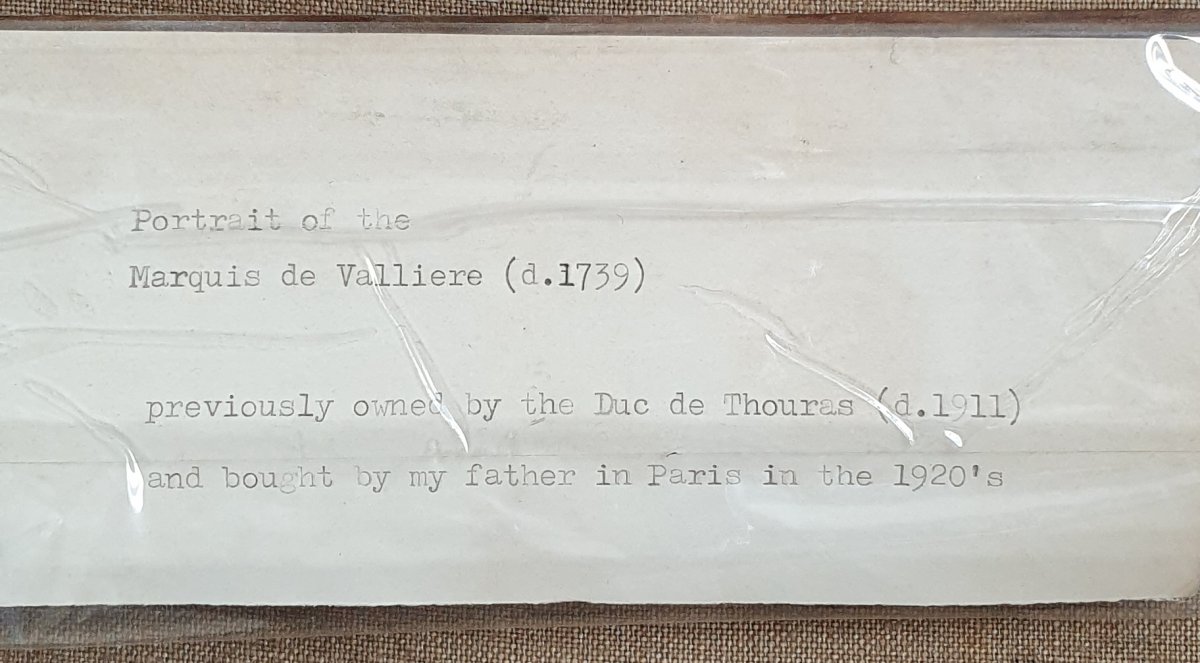 Portrait of the
Marquis de Valliere (d.1739)
previously owned by the Duc de Thouras (d.1911)
and bought by my father in Paris in the 1920's